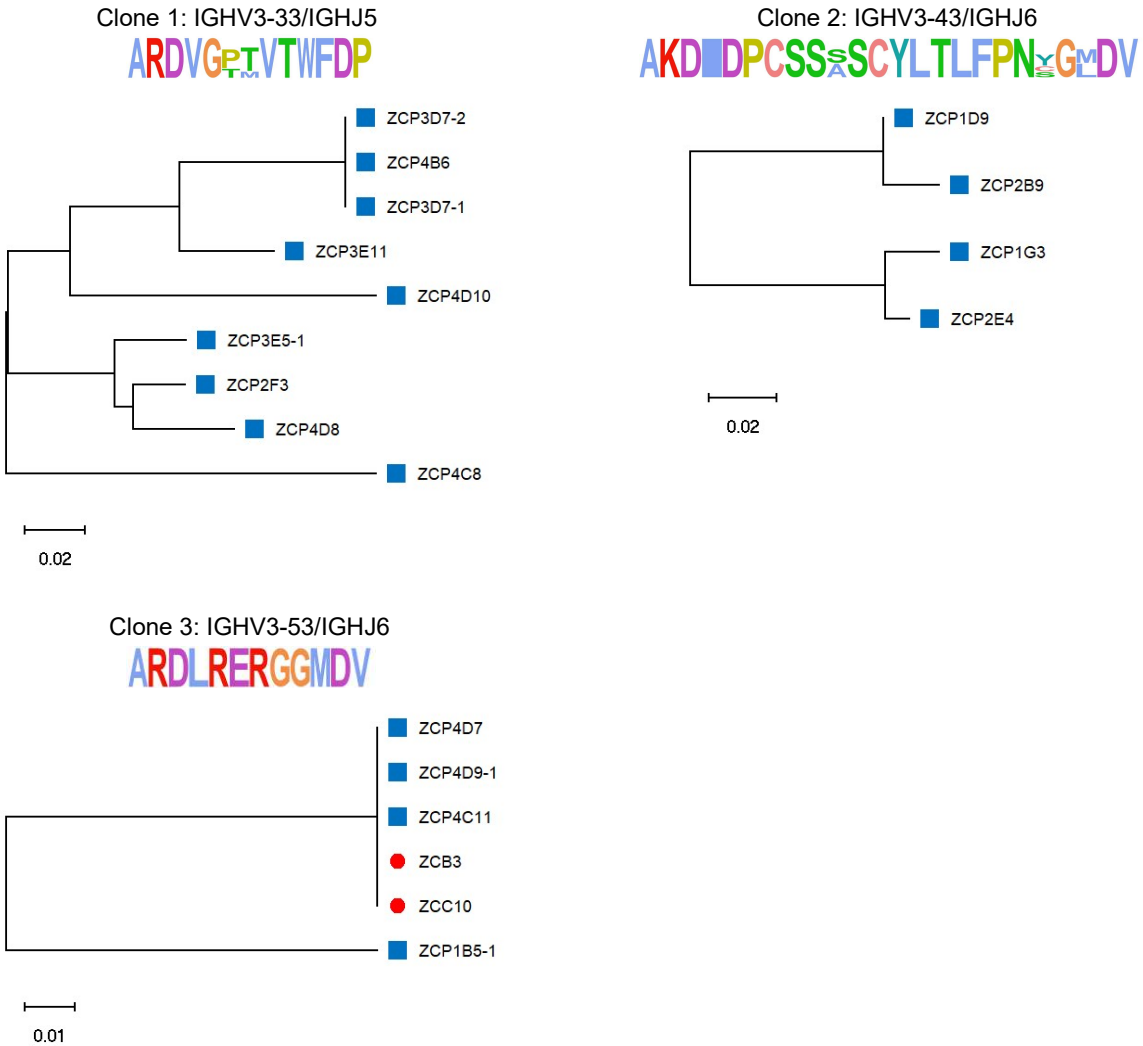 Clone 1: IGHV3-33/IGHJ5
ARDVGPTVTWFDP
TM
ZCP3D7-2
ZCP4B6
ZCP3D7-1
ZCP3E11
ZCP4D10
ZCP3E5-1
ZCP2F3
ZCP4D8
ZCP4C8
0.02
Clone 2: IGHV3-43/IGHJ6
AKDIDPCSSSSCYLTLFPNYGMDV
A C L
S
ZCP1D9
ZCP2B9
ZCP1G3
ZCP2E4
0.02
Clone 3: IGHV3-53/IGHJ6
ARDLRERGGMDV
ZCP4D7
ZCP4D9-1
ZCP4C11
ZCB3
ZCC10
ZCP1B5-1
0.01